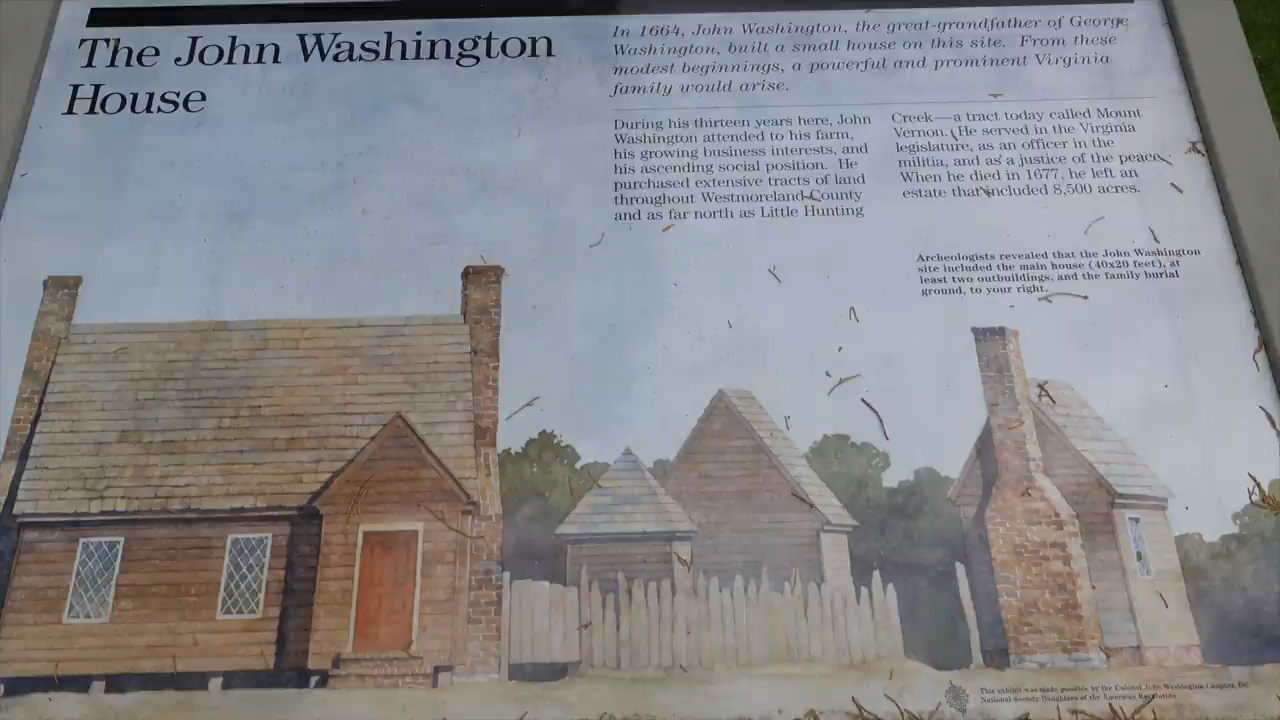 The John Washington
House
In 1664, John Washington, the great-grandfather of George
Washington, built a small house on this site. From these
modest beginnings, a powerful and prominent Virginia
family would arise.
During his thirteen years here, John
Washington attended to his farm,
his growing business interests, and
his ascending social position. He
purchased extensive tracts of land
throughout Westmoreland County
and as far north as Little Hunting
Creek—a tract today called Mount
Vernon. He served in the Virginia
legislature, as an officer in the
militia, and as a justice of the peace.
When he died in 1677, he left an
estate that included 8,500 acres.
Archeologists revealed that the John Washington
site included the main house (40x20 feet), at
least two outbuildings, and the family burial
ground, to your right.
This exhibit was made possible by the Colonel John Washington Chapter, DC
National Society Daughters of the American Revolution